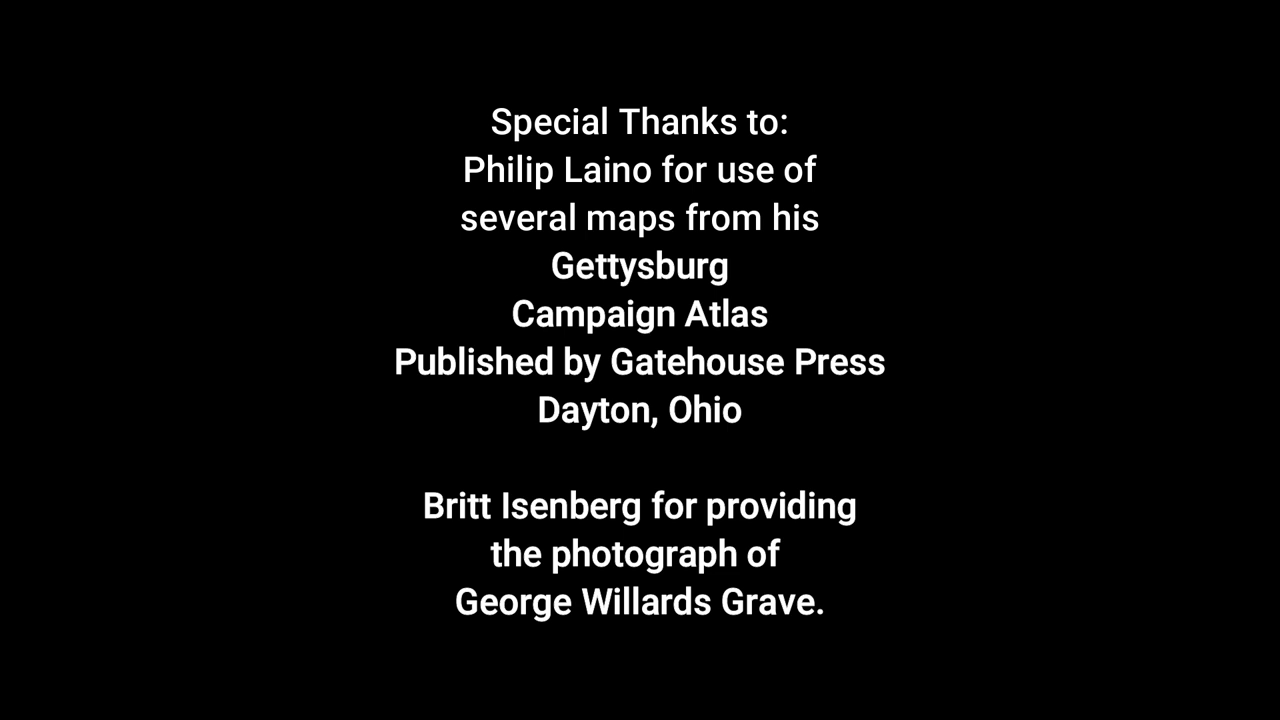 Special Thanks to:
Philip Laino for use of
several maps from his
Gettysburg
Campaign Atlas
Published by Gatehouse Press
Dayton, Ohio
Britt Isenberg for providing
the photograph of
George Willards Grave.